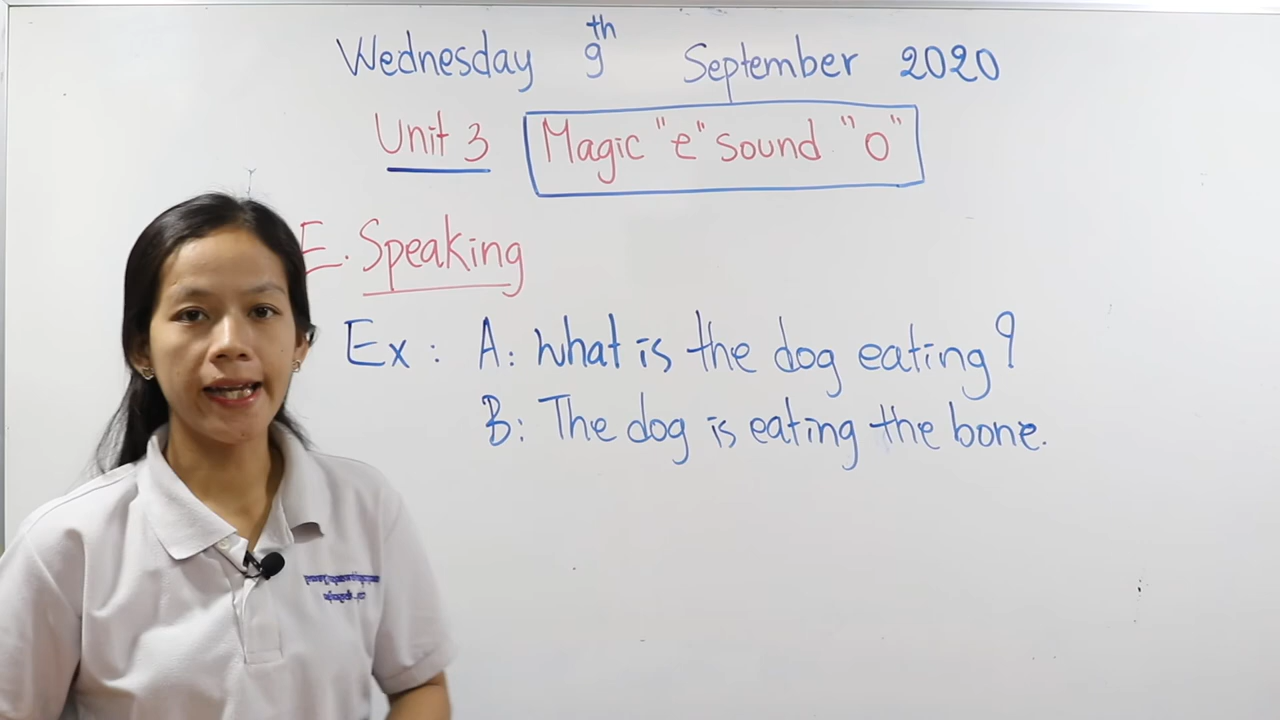 Wednesday 9th September 2020
Unit 3 Magic "e" sound "o"
E. Speaking
Ex : A: What is the dog eating?
B: The dog is eating the bone.